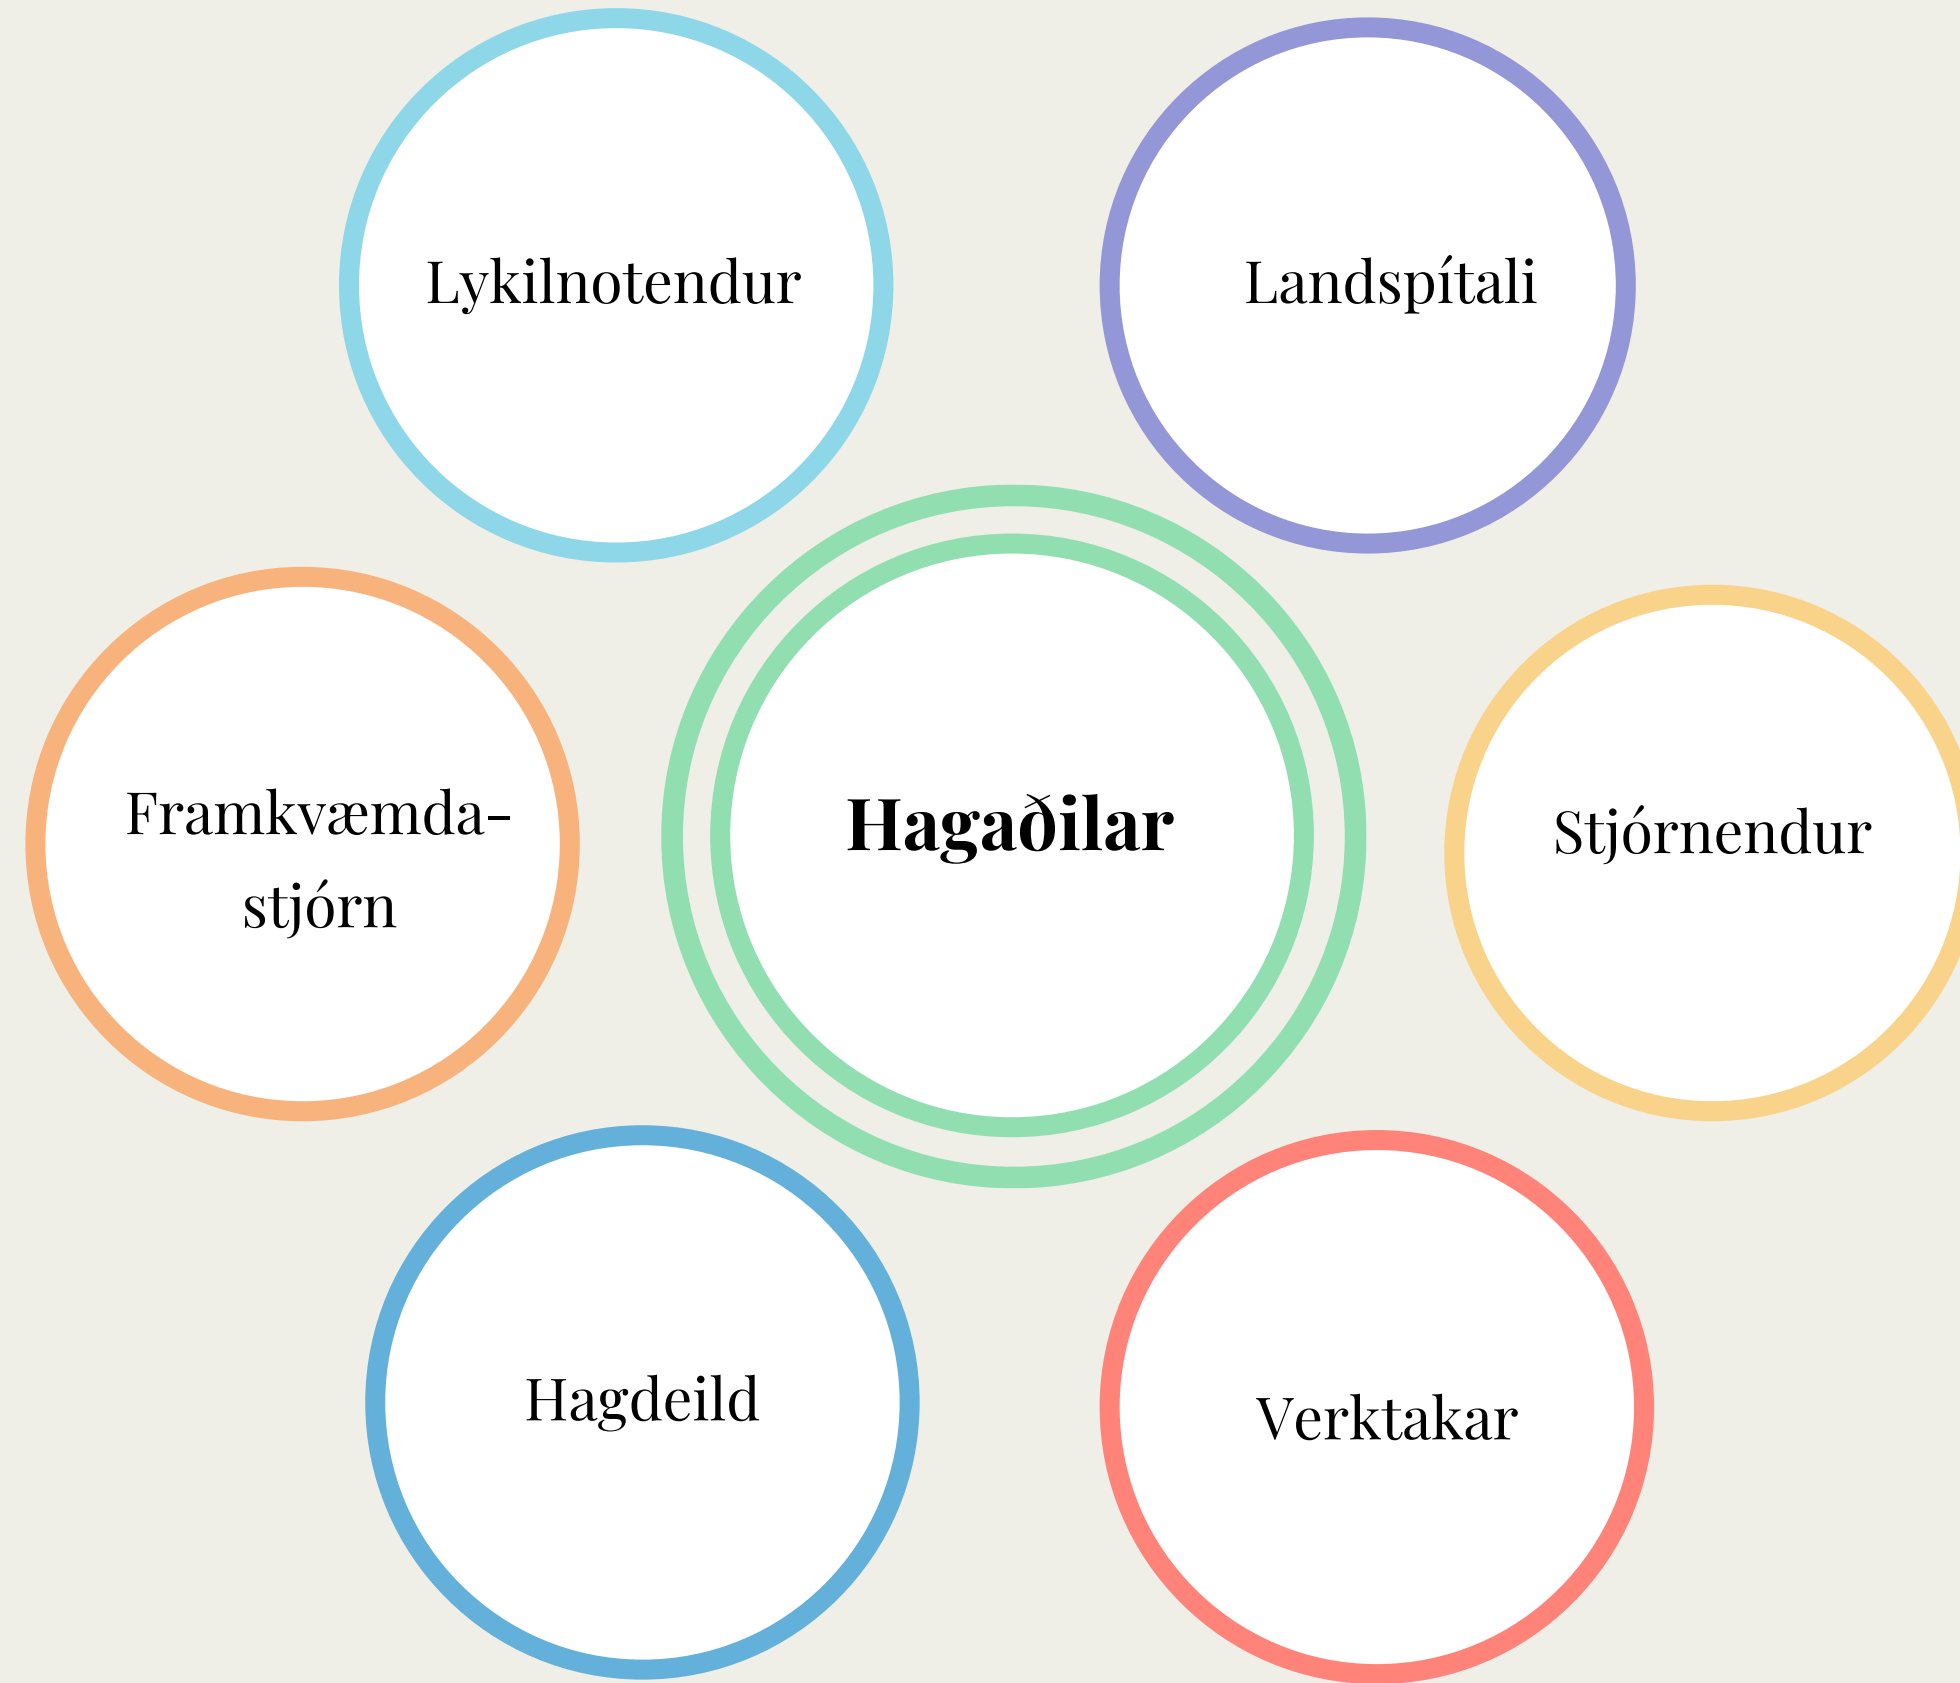 Lykilnotendur
Landspítali
Framkvæmda-
stjórn
Hagaðilar
Stjórnendur
Hagdeild
Verktakar